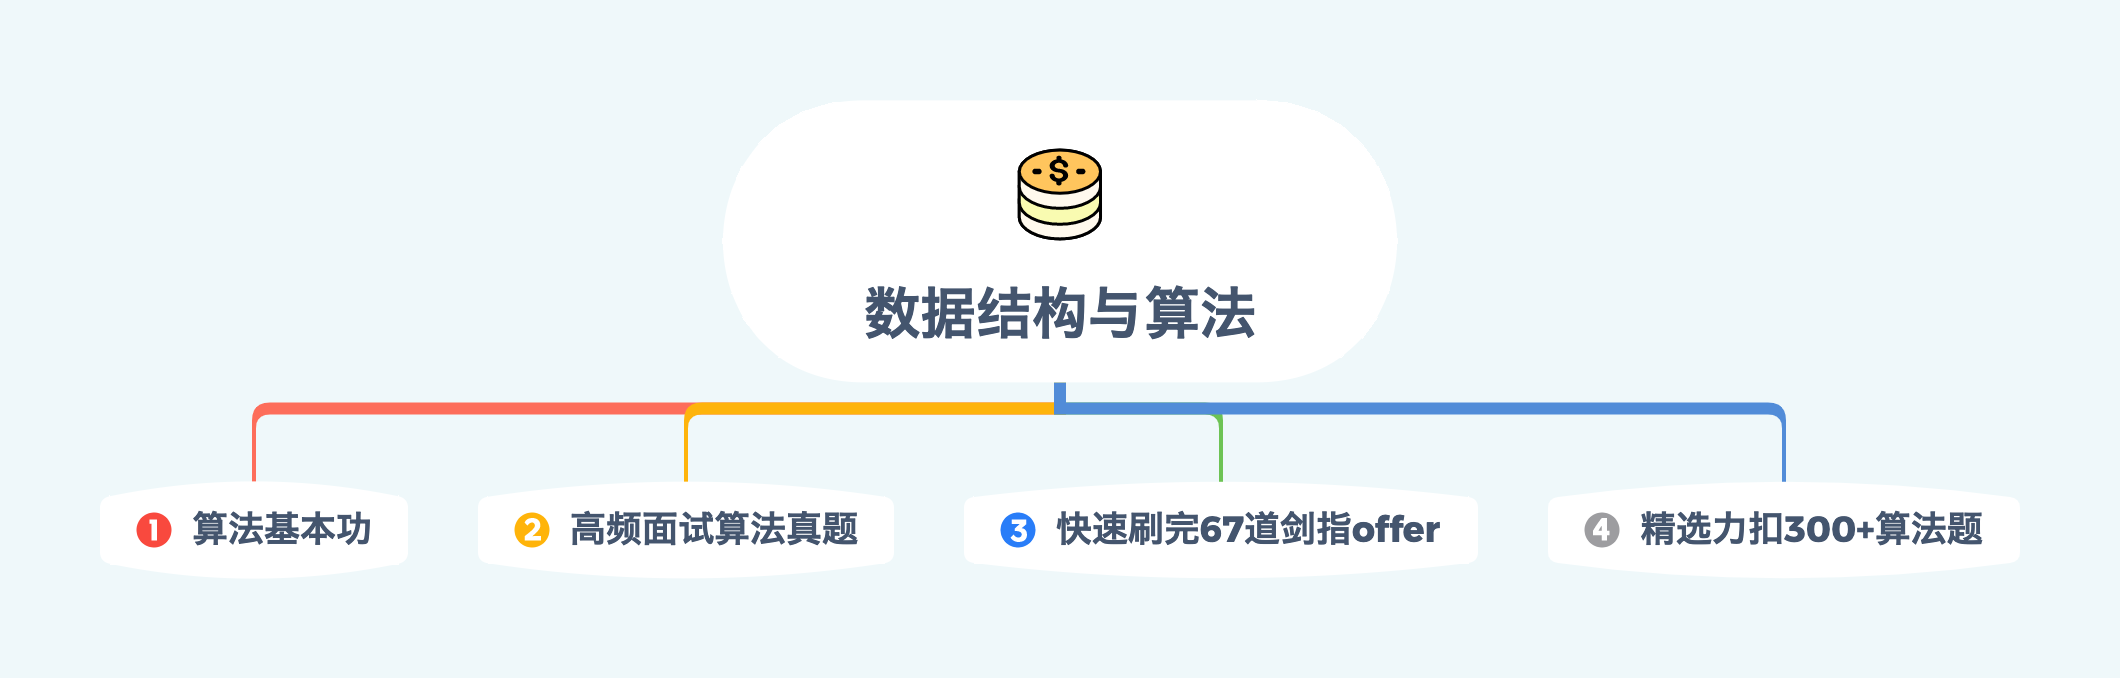 $
数据结构与算法
1 算法基本功
2 高频面试算法真题
3 快速刷完67道剑指offer
4 精选力扣300+算法题